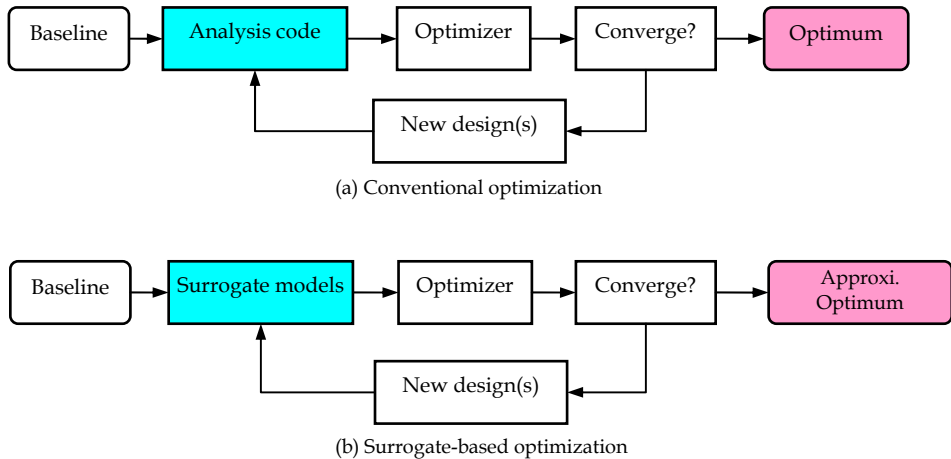 Baseline
Analysis code
Optimizer
Converge?
Optimum
New design(s)
(a) Conventional optimization
Baseline
Surrogate models
Optimizer
Converge?
Approxi.
Optimum
New design(s)
(b) Surrogate-based optimization